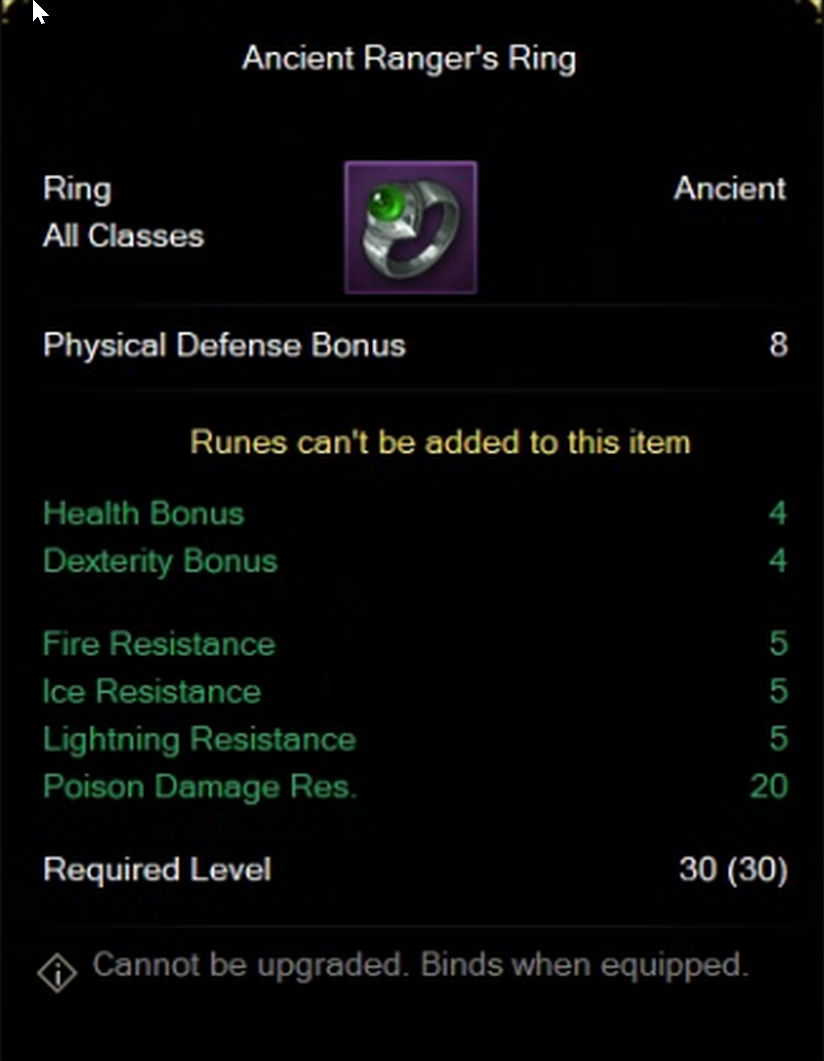 Ancient Ranger's Ring
Ring
Ancient
All Classes
Physical Defense Bonus 8
Runes can't be added to this item
Health Bonus 4
Dexterity Bonus 4
Fire Resistance 5
Ice Resistance 5
Lightning Resistance 5
Poison Damage Res. 20
Required Level 30 (30)
Cannot be upgraded. Binds when equipped.